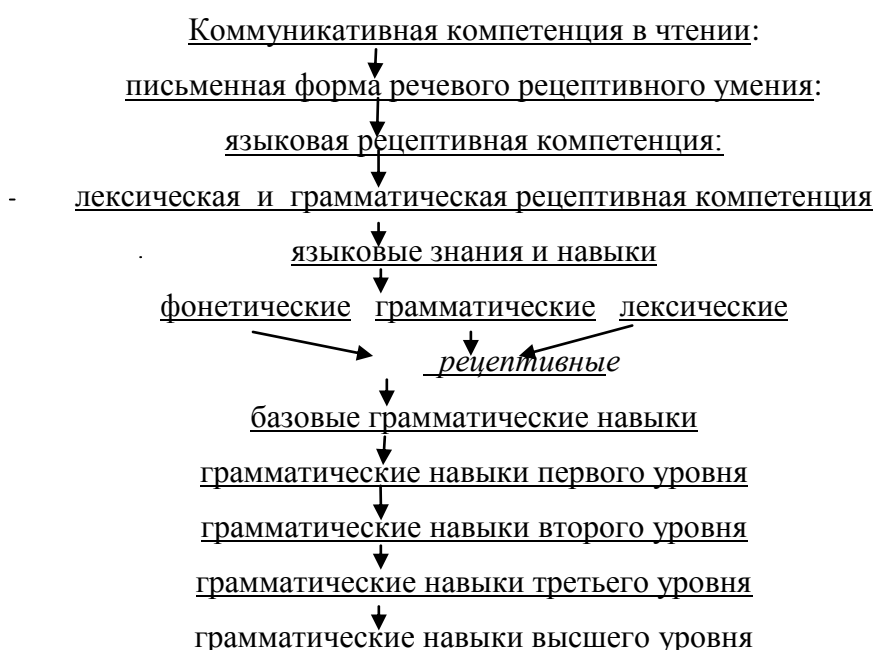 Коммуникативная компетенция в чтении:
письменная форма речевого рецептивного умения:
языковая рецептивная компетенция:
- лексическая и грамматическая рецептивная компетенция
языковые знания и навыки
фонетические грамматические лексические
рецептивные
базовые грамматические навыки
грамматические навыки первого уровня
грамматические навыки второго уровня
грамматические навыки третьего уровня
грамматические навыки высшего уровня